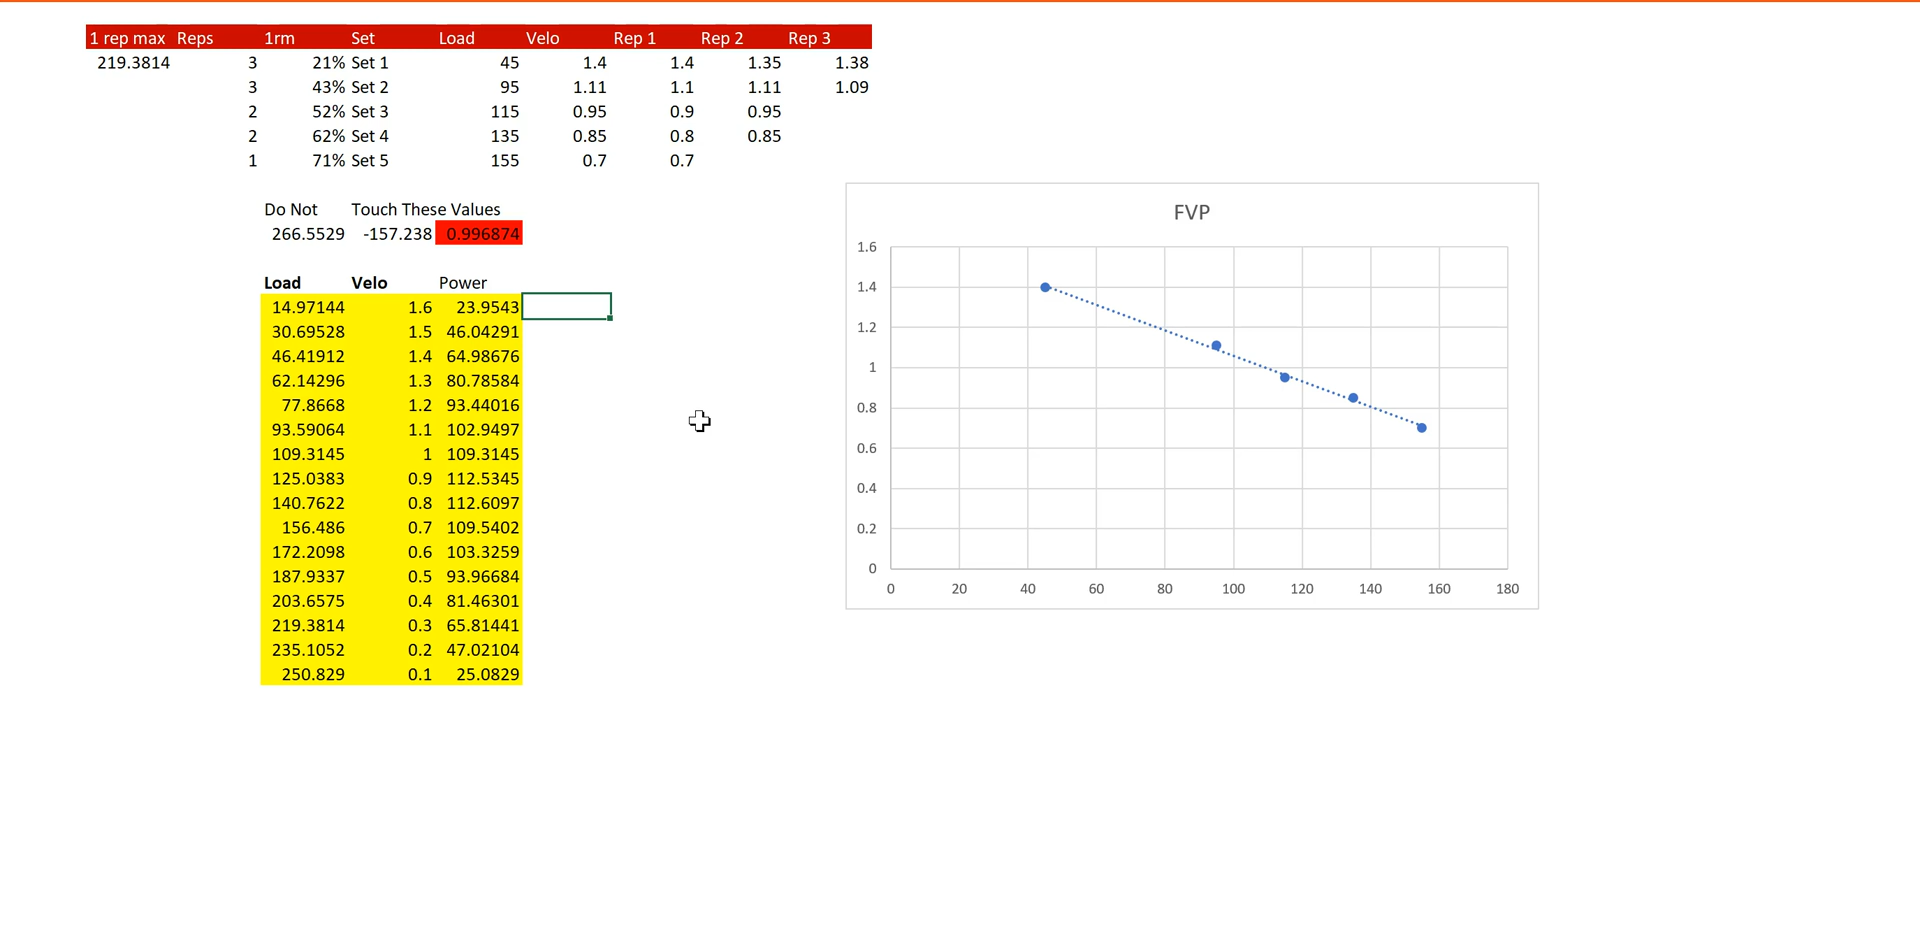 1 rep max Reps 1rm Set Load Velo Rep 1 Rep 2 Rep 3
219.3814 3 21% Set 1 45 1.4 1.4 1.35 1.38
3 43% Set 2 95 1.11 1.1 1.11 1.09
2 52% Set 3 115 0.95 0.9 0.95
2 62% Set 4 135 0.85 0.8 0.85
1 71% Set 5 155 0.7 0.7
Do Not Touch These Values
266.5529 -157.238 0.996874
Load Velo Power
14.97144 1.6 23.9543
30.69528 1.5 46.04291
46.41912 1.4 64.98676
62.14296 1.3 80.78584
77.8668 1.2 93.44016
93.59064 1.1 102.9497
109.3145 1 109.3145
125.0383 0.9 112.5345
140.7622 0.8 112.6097
156.486 0.7 109.5402
172.2098 0.6 103.3259
187.9337 0.5 93.96684
203.6575 0.4 81.46301
219.3814 0.3 65.81441
235.1052 0.2 47.02104
250.829 0.1 25.0829
FVP
1.6
1.4
1.2
1
0.8
0.6
0.4
0.2
0
0 20 40 60 80 100 120 140 160 180